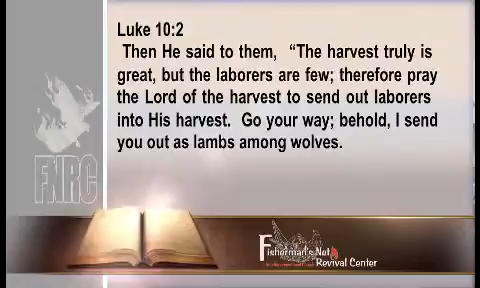 Luke 10:2
Then He said to them, “The harvest truly is
great, but the laborers are few; therefore pray
the Lord of the harvest to send out laborers
into His harvest. Go your way; behold, I send
you out as lambs among wolves.
FNRC
Fisherman's Net
Revival Center